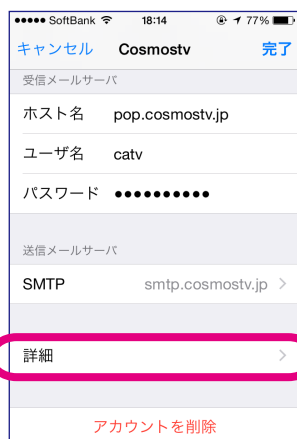 SoftBank 18:14 77%
キャンセル Cosmostv 完了
受信メールサーバ
ホスト名 pop.cosmostv.jp
ユーザ名 catv
パスワード ●●●●●●●●●●
送信メールサーバ
SMTP smtp.cosmostv.jp
詳細
アカウントを削除